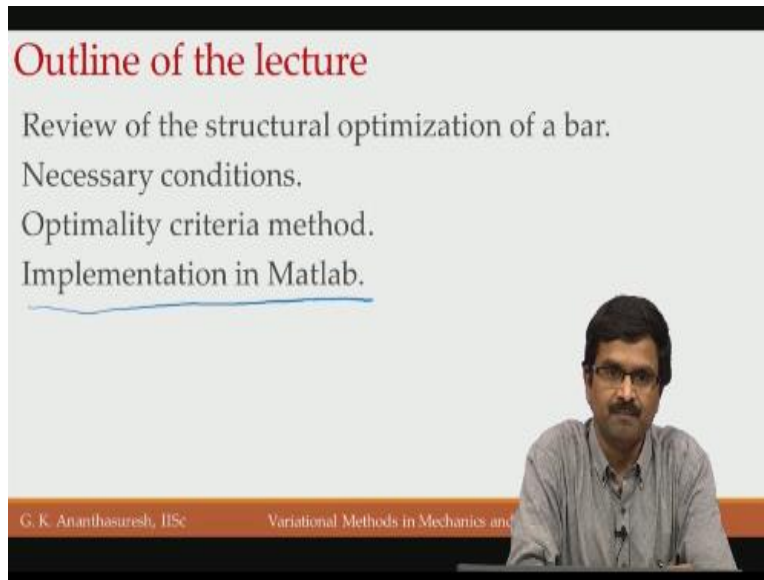 Outline of the lecture
Review of the structural optimization of a bar.
Necessary conditions.
Optimality criteria method.
Implementation in Matlab.
G. K. Ananthasuresh, IISc Variational Methods in Mechanics and